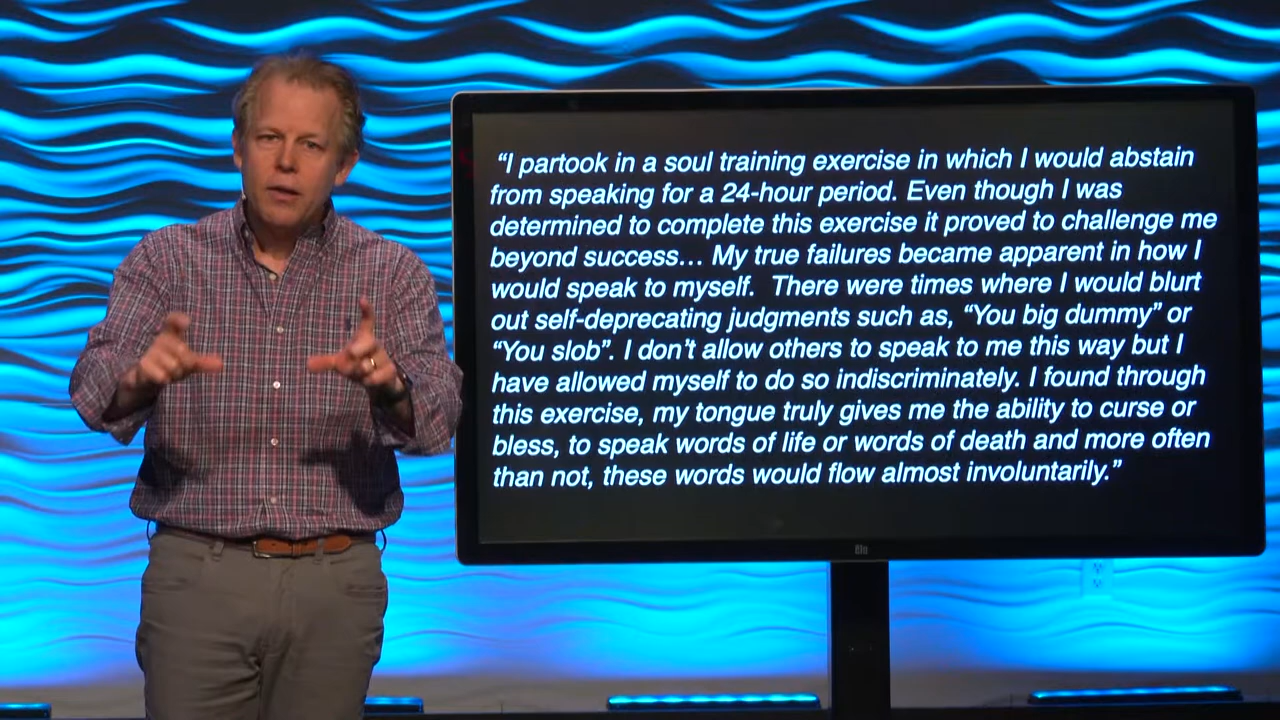 “I partook in a soul training exercise in which I would abstain
from speaking for a 24-hour period. Even though I was
determined to complete this exercise it proved to challenge me
beyond success… My true failures became apparent in how I
would speak to myself.  There were times where I would blurt
out self-deprecating judgments such as, “You big dummy” or
“You slob”. I don’t allow others to speak to me this way but I
have allowed myself to do so indiscriminately. I found through
this exercise, my tongue truly gives me the ability to curse or
bless, to speak words of life or words of death and more often
than not, these words would flow almost involuntarily.”
elo